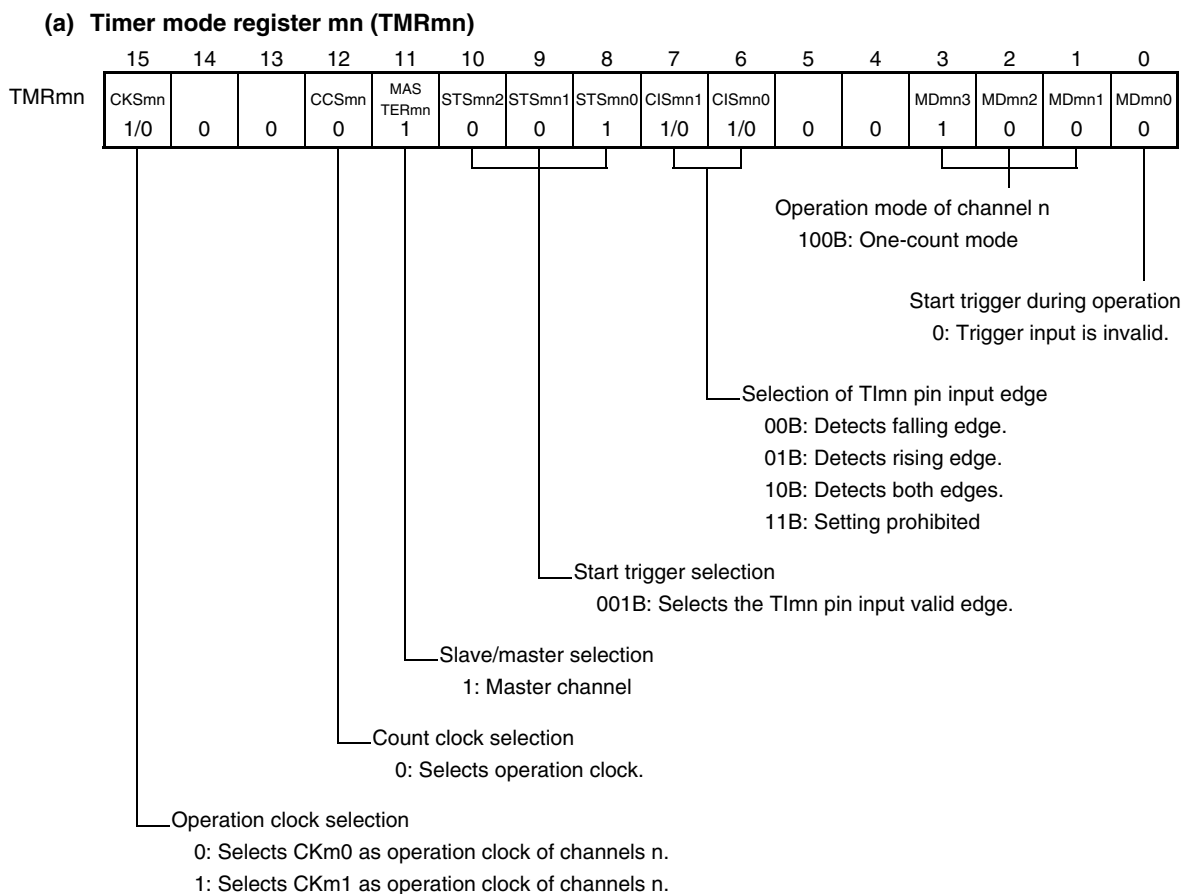 (a) Timer mode register mn (TMRmn)
15 14 13 12 11 10 9 8 7 6 5 4 3 2 1 0
TMRmn
CKSmn CCSmn MAS TERmn STSmn2 STSmn1 STSmn0 CISmn1 CISmn0 MDmn3 MDmn2 MDmn1 MDmn0
1/0 0 0 0 1 0 0 1 1/0 1/0 0 0 1 0 0 0
Operation mode of channel n
100B: One-count mode
Start trigger during operation
0: Trigger input is invalid.
Selection of TImn pin input edge
00B: Detects falling edge.
01B: Detects rising edge.
10B: Detects both edges.
11B: Setting prohibited
Start trigger selection
001B: Selects the TImn pin input valid edge.
Slave/master selection
1: Master channel
Count clock selection
0: Selects operation clock.
Operation clock selection
0: Selects CKm0 as operation clock of channels n.
1: Selects CKm1 as operation clock of channels n.